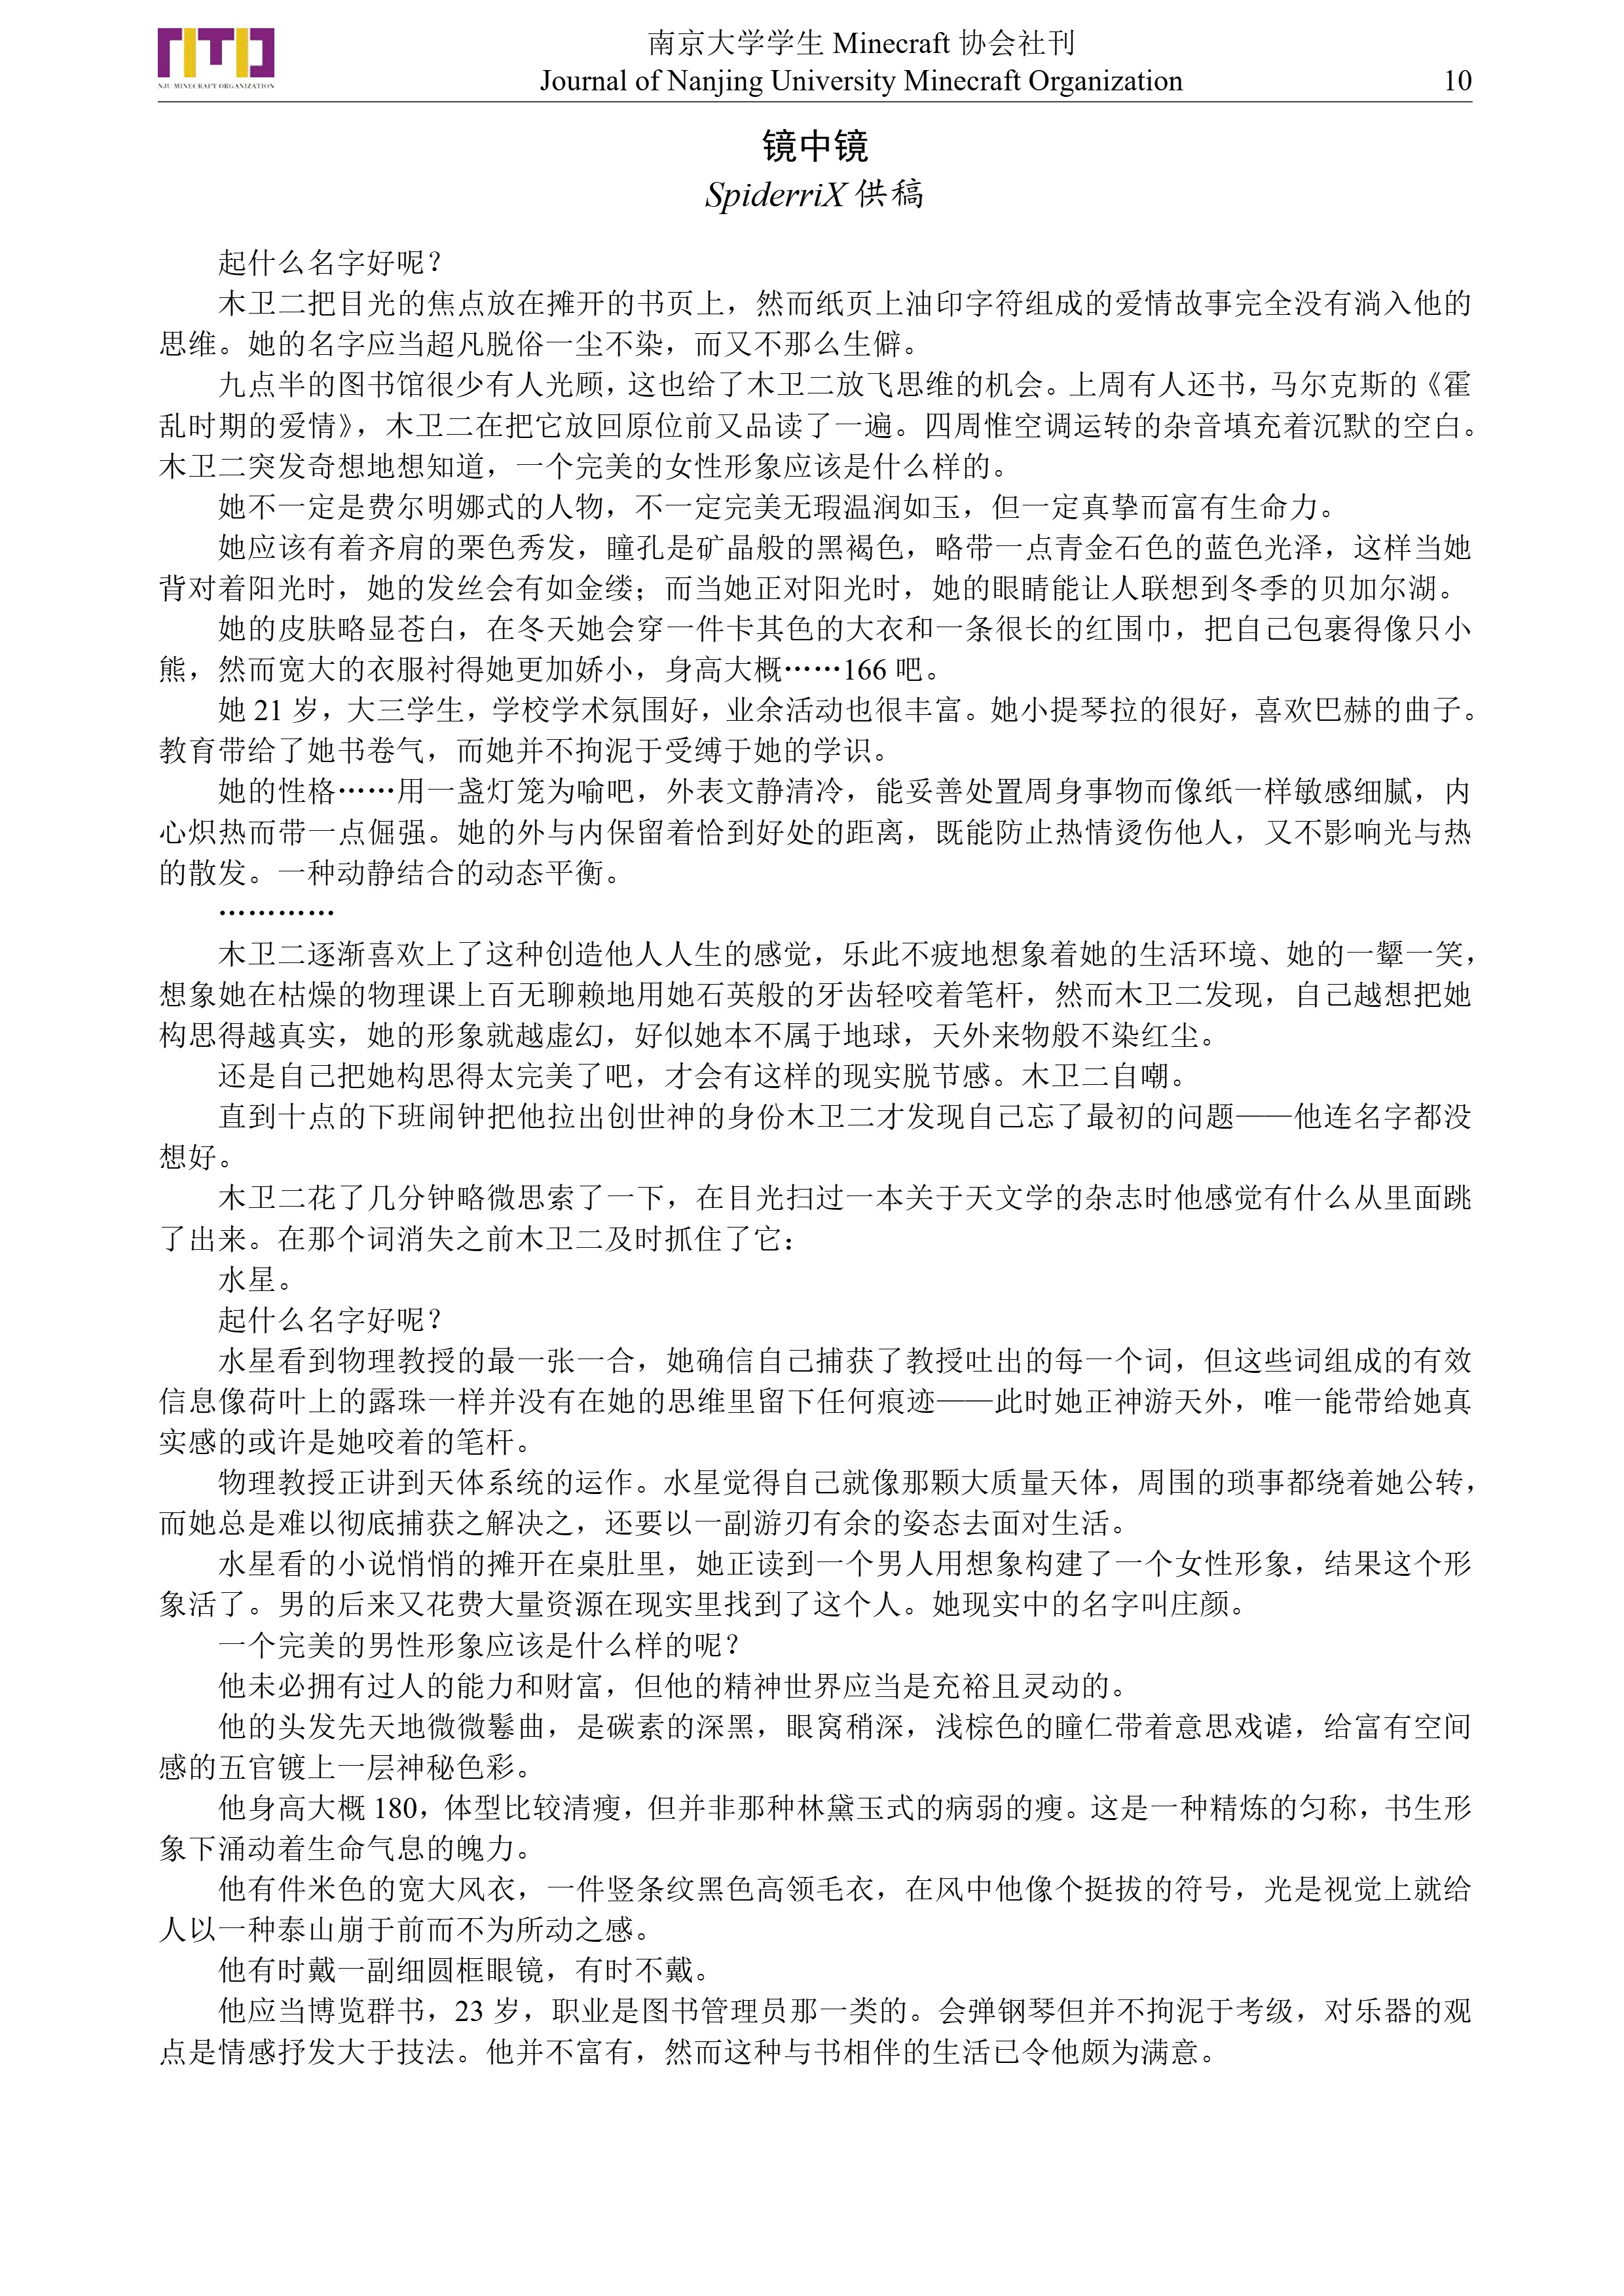 南京大学学生 Minecraft 协会社刊
Journal of Nanjing University Minecraft Organization 10
NJU MINECRAFT ORGANIZATION
镜中镜
SpiderriX 供稿
起什么名字好呢？
木卫二把目光的焦点放在摊开的书页上，然而纸页上油印字符组成的爱情故事完全没有淌入他的
思维。她的名字应当超凡脱俗一尘不染，而又不那么生僻。
九点半的图书馆很少有人光顾，这也给了木卫二放飞思维的机会。上周有人还书，马尔克斯的《霍
乱时期的爱情》，木卫二在把它放回原位前又品读了一遍。四周惟空调运转的杂音填充着沉默的空白。
木卫二突发奇想地想知道，一个完美的女性形象应该是什么样的。
她不一定是费尔明娜式的人物，不一定完美无瑕温润如玉，但一定真挚而富有生命力。
她应该有着齐肩的栗色秀发，瞳孔是矿晶般的黑褐色，略带一点青金石色的蓝色光泽，这样当她
背对着阳光时，她的发丝会有如金缕；而当她正对阳光时，她的眼睛能让人联想到冬季的贝加尔湖。
她的皮肤略显苍白，在冬天她会穿一件卡其色的大衣和一条很长的红围巾，把自己包裹得像只小
熊，然而宽大的衣服衬得她更加娇小，身高大概……166 吧。
她 21 岁，大三学生，学校学术氛围好，业余活动也很丰富。她小提琴拉的很好，喜欢巴赫的曲子。
教育带给了她书卷气，而她并不拘泥于受缚于她的学识。
她的性格……用一盏灯笼为喻吧，外表文静清冷，能妥善处置周身事物而像纸一样敏感细腻，内
心炽热而带一点倔强。她的外与内保留着恰到好处的距离，既能防止热情烫伤他人，又不影响光与热
的散发。一种动静结合的动态平衡。
…………
木卫二逐渐喜欢上了这种创造他人人生的感觉，乐此不疲地想象着她的生活环境、她的一颦一笑，
想象她在枯燥的物理课上百无聊赖地用她石英般的牙齿轻咬着笔杆，然而木卫二发现，自己越想把她
构思得越真实，她的形象就越虚幻，好似她本不属于地球，天外来物般不染红尘。
还是自己把她构思得太完美了吧，才会有这样的现实脱节感。木卫二自嘲。
直到十点的下班闹钟把他拉出创世神的身份木卫二才发现自己忘了最初的问题——他连名字都没
想好。
木卫二花了几分钟略微思索了一下，在目光扫过一本关于天文学的杂志时他感觉有什么从里面跳
了出来。在那个词消失之前木卫二及时抓住了它：
水星。
起什么名字好呢？
水星看到物理教授的最一张一合，她确信自己捕获了教授吐出的每一个词，但这些词组成的有效
信息像荷叶上的露珠一样并没有在她的思维里留下任何痕迹——此时她正神游天外，唯一能带给她真
实感的或许是她咬着的笔杆。
物理教授正讲到天体系统的运作。水星觉得自己就像那颗大质量天体，周围的琐事都绕着她公转，
而她总是难以彻底捕获之解决之，还要以一副游刃有余的姿态去面对生活。
水星看的小说悄悄的摊开在桌肚里，她正读到一个男人用想象构建了一个女性形象，结果这个形
象活了。男的后来又花费大量资源在现实里找到了这个人。她现实中的名字叫庄颜。
一个完美的男性形象应该是什么样的呢？
他未必拥有过人的能力和财富，但他的精神世界应当是充裕且灵动的。
他的头发先天地微微鬈曲，是碳素的深黑，眼窝稍深，浅棕色的瞳仁带着意思戏谑，给富有空间
感的五官镀上一层神秘色彩。
他身高大概 180，体型比较清瘦，但并非那种林黛玉式的病弱的瘦。这是一种精炼的匀称，书生形
象下涌动着生命气息的魄力。
他有件米色的宽大风衣，一件竖条纹黑色高领毛衣，在风中他像个挺拔的符号，光是视觉上就给
人以一种泰山崩于前而不为所动之感。
他有时戴一副细圆框眼镜，有时不戴。
他应当博览群书，23 岁，职业是图书管理员那一类的。会弹钢琴但并不拘泥于考级，对乐器的观
点是情感抒发大于技法。他并不富有，然而这种与书相伴的生活已令他颇为满意。